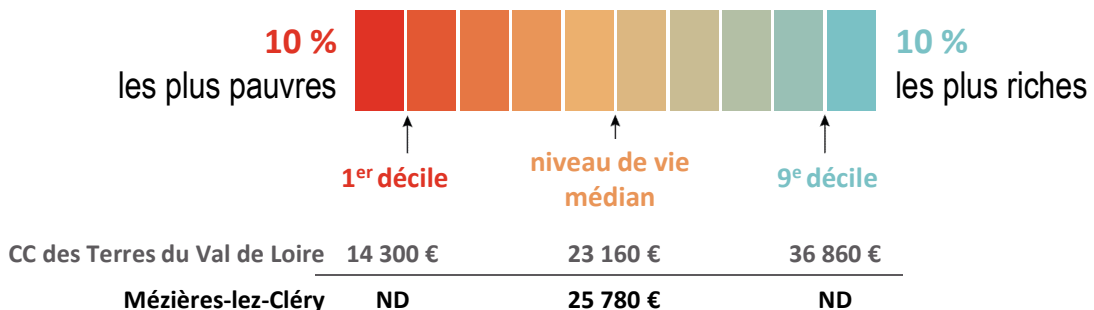 10 %
les plus pauvres
10 %
les plus riches
1er décile
niveau de vie
médian
9e décile
CC des Terres du Val de Loire 14 300 € 23 160 € 36 860 €
Mézières-lez-Cléry ND 25 780 € ND